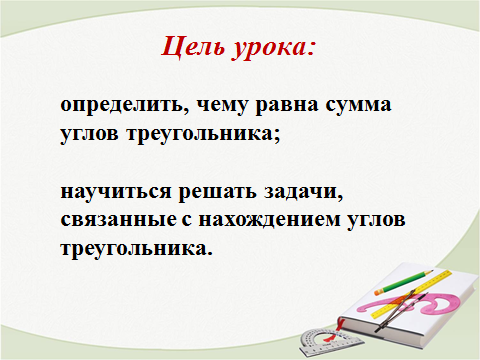 Цель урока:
определить, чему равна сумма
углов треугольника;
научиться решать задачи,
связанные с нахождением углов
треугольника.